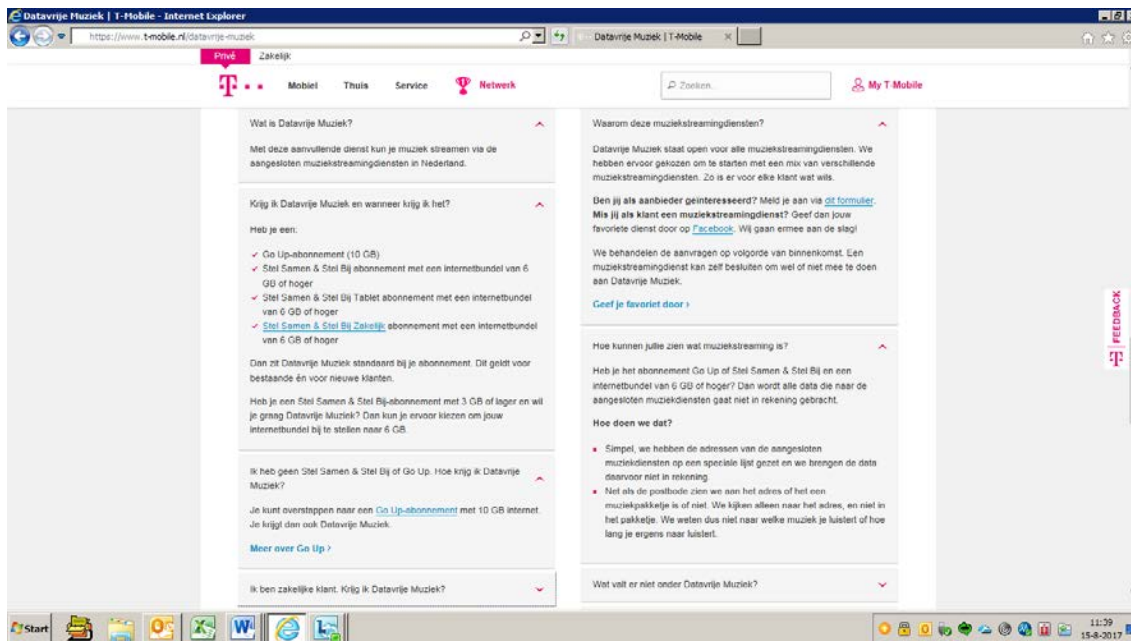 Datavrije Muziek | T-Mobile - Internet Explorer
https://www.t-mobile.nl/datavrije-muziek
Datavrije Muziek | T-Mobile
Privé Zakelijk
Mobiel Thuis Service Netwerk Zoeken... My T-Mobile
Wat is Datavrije Muziek?
Met deze aanvullende dienst kun je muziek streamen via de
aangesloten muziekstreamingdiensten in Nederland.
Krijg ik Datavrije Muziek en wanneer krijg ik het?
Heb je een:
Go Up-abonnement (10 GB)
Stel Samen & Stel Bij abonnement met een internetbundel van 6
GB of hoger
Stel Samen & Stel Bij Tablet abonnement met een internetbundel
van 6 GB of hoger
Stel Samen & Stel Bij Zakelijk abonnement met een internetbundel
van 6 GB of hoger
Dan zit Datavrije Muziek standaard bij je abonnement. Dit geldt voor
bestaande én voor nieuwe klanten.
Heb je een Stel Samen & Stel Bij-abonnement met 3 GB of lager en wil
je graag Datavrije Muziek? Dan kun je ervoor kiezen om jouw
internetbundel bij te stellen naar 6 GB.
Ik heb geen Stel Samen & Stel Bij of Go Up. Hoe krijg ik Datavrije
Muziek?
Je kunt overstappen naar een Go Up-abonnement met 10 GB internet.
Je krijgt dan ook Datavrije Muziek.
Meer over Go Up >
Ik ben zakelijke klant. Krijg ik Datavrije Muziek?
Waarom deze muziekstreamingdiensten?
Datavrije Muziek staat open voor alle muziekstreamingdiensten. We
hebben ervoor gekozen om te starten met een mix van verschillende
muziekstreamingdiensten. Zo is er voor elke klant wat wils.
Ben jij als aanbieder geïnteresseerd? Meld je aan via dit formulier.
Mis jij als klant een muziekstreamingdienst? Geef dan jouw
favoriete dienst door op Facebook. Wij gaan ermee aan de slag!
We behandelen de aanvragen op volgorde van binnenkomst. Een
muziekstreamingdienst kan zelf besluiten om wel of niet mee te doen
aan Datavrije Muziek.
Geef je favoriet door >
Hoe kunnen jullie zien wat muziekstreaming is?
Heb je het abonnement Go Up of Stel Samen & Stel Bij en een
internetbundel van 6 GB of hoger? Dan wordt alle data die naar de
aangesloten muziekdiensten gaat niet in rekening gebracht.
Hoe doen we dat?
Simpel, we hebben de adressen van de aangesloten
muziekdiensten op een speciale lijst gezet en we brengen de data
daarvoor niet in rekening.
Net als de postbode zien we aan het adres of het een
muziekpakketje is of niet. We kijken alleen naar het adres, en niet in
het pakketje. We weten dus niet naar welke muziek je luistert of hoe
lang je ergens naar luistert.
Wat valt er niet onder Datavrije Muziek?
FEEDBACK
Start
11:39
15-8-2017